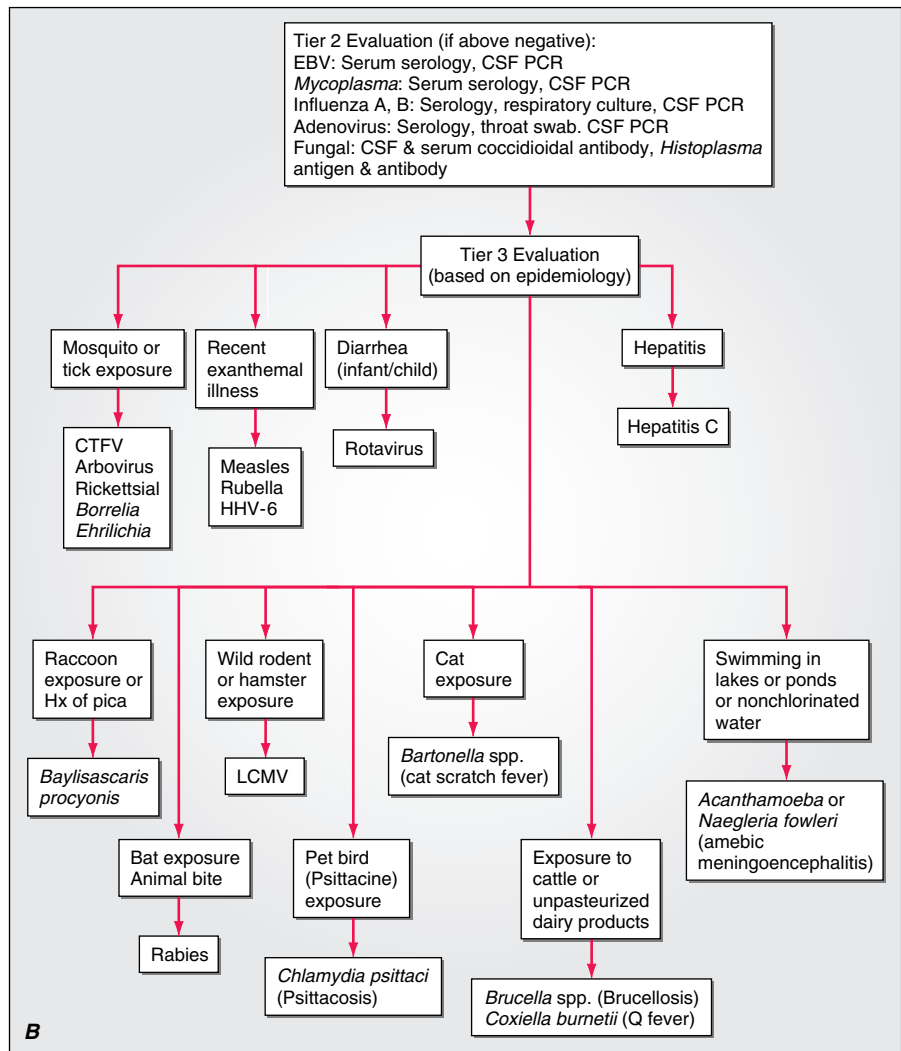 Tier 2 Evaluation (if above negative):
EBV: Serum serology, CSF PCR
Mycoplasma: Serum serology, CSF PCR
Influenza A, B: Serology, respiratory culture, CSF PCR
Adenovirus: Serology, throat swab. CSF PCR
Fungal: CSF & serum coccidioidal antibody, Histoplasma
antigen & antibody
Tier 3 Evaluation
(based on epidemiology)
Mosquito or
tick exposure
Recent
exanthemal
illness
Diarrhea
(infant/child)
Hepatitis
CTFV
Arbovirus
Rickettsial
Borrelia
Ehrilichia
Measles
Rubella
HHV-6
Rotavirus
Hepatitis C
Raccoon
exposure or
Hx of pica
Wild rodent
or hamster
exposure
Cat
exposure
Swimming in
lakes or ponds
or nonchlorinated
water
Baylisascaris
procyonis
LCMV
Bartonella spp.
(cat scratch fever)
Acanthamoeba or
Naegleria fowleri
(amebic
meningoencephalitis)
Bat exposure
Animal bite
Pet bird
(Psittacine)
exposure
Exposure to
cattle or
unpasteurized
dairy products
Rabies
Chlamydia psittaci
(Psittacosis)
Brucella spp. (Brucellosis)
Coxiella burnetii (Q fever)
B